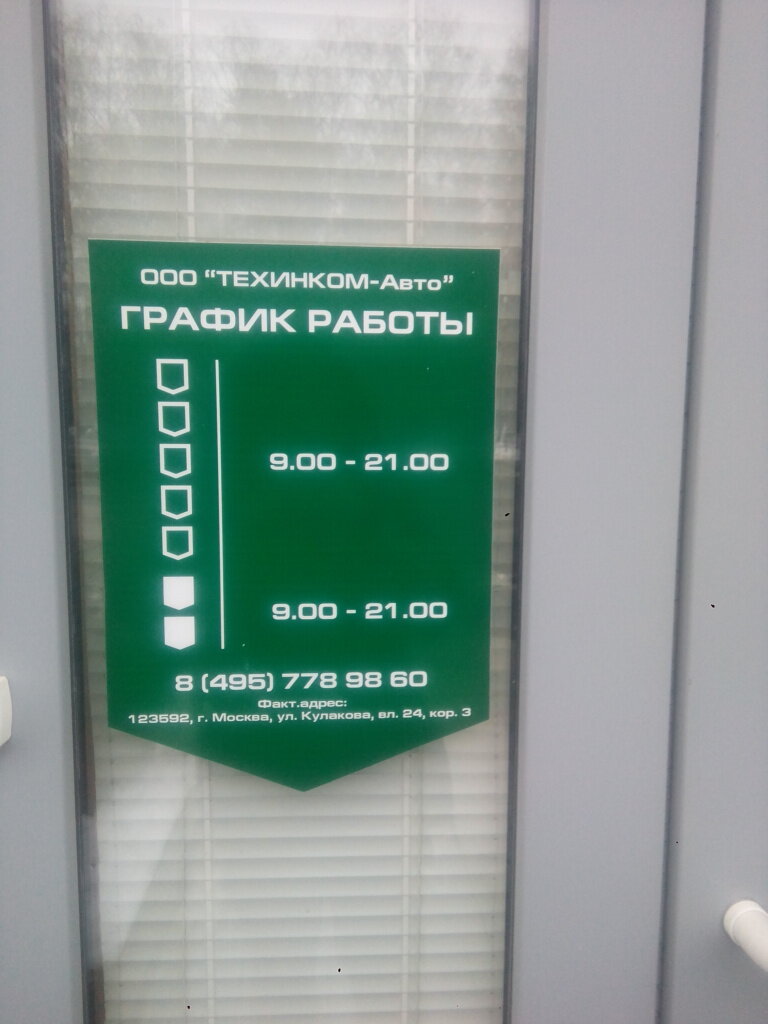 ООО “ТЕХИНКОМ-Авто”
ГРАФИК РАБОТЫ
9.00 - 21.00
9.00 - 21.00
8 (495) 778 98 60
Факт.адрес:
123592, г. Москва, ул. Кулакова, вл. 24, кор. 3